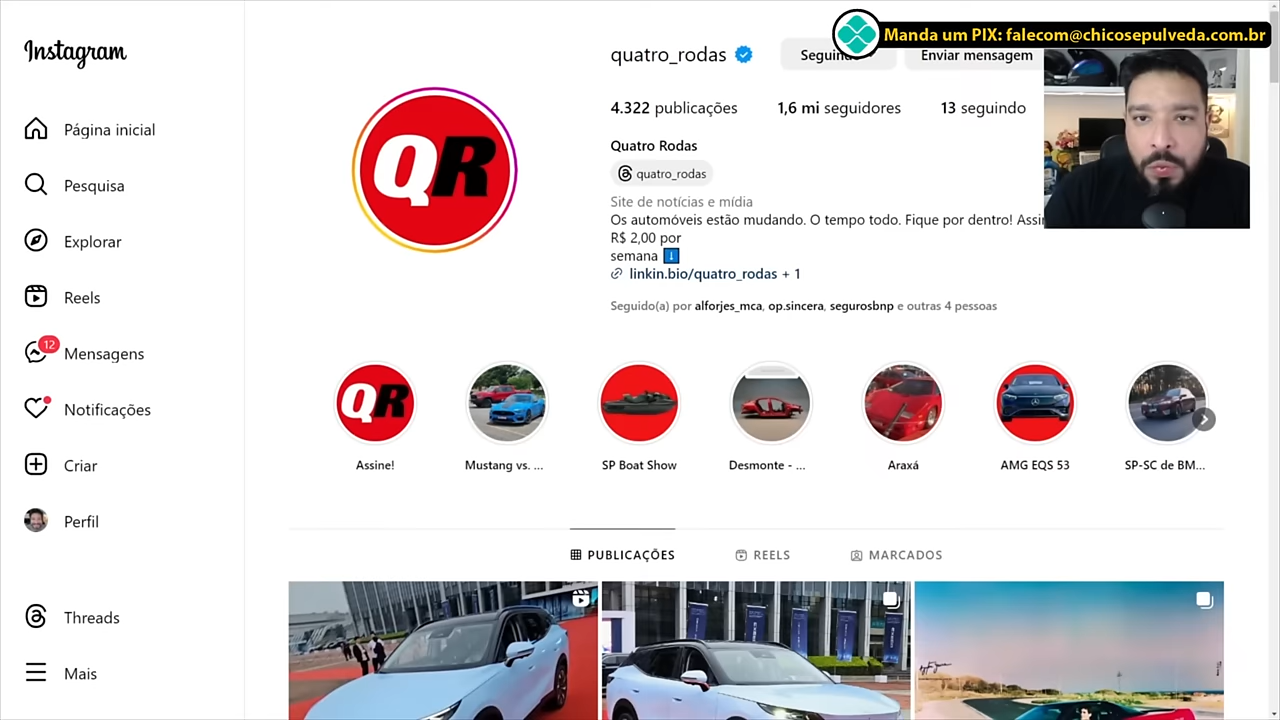 Manda um PIX: falecom@chicosepulveda.com.br
Instagram
Página inicial
Pesquisa
Explorar
Reels
12
Mensagens
Notificações
Criar
Perfil
Threads
Mais
QR
quatro_rodas
Seguindo
Enviar mensagem
4.322 publicações
1,6 mi seguidores
13 seguindo
Quatro Rodas
quatro_rodas
Site de notícias e mídia
Os automóveis estão mudando. O tempo todo. Fique por dentro! Assin
R$ 2,00 por
semana
linkin.bio/quatro_rodas + 1
Seguido(a) por alforjes_mca, op.sincera, segurosbnp e outras 4 pessoas
QR
Assine!
Mustang vs. ...
SP Boat Show
Desmonte - ...
Araxá
AMG EQS 53
SP-SC de BM...
PUBLICAÇÕES
REELS
MARCADOS